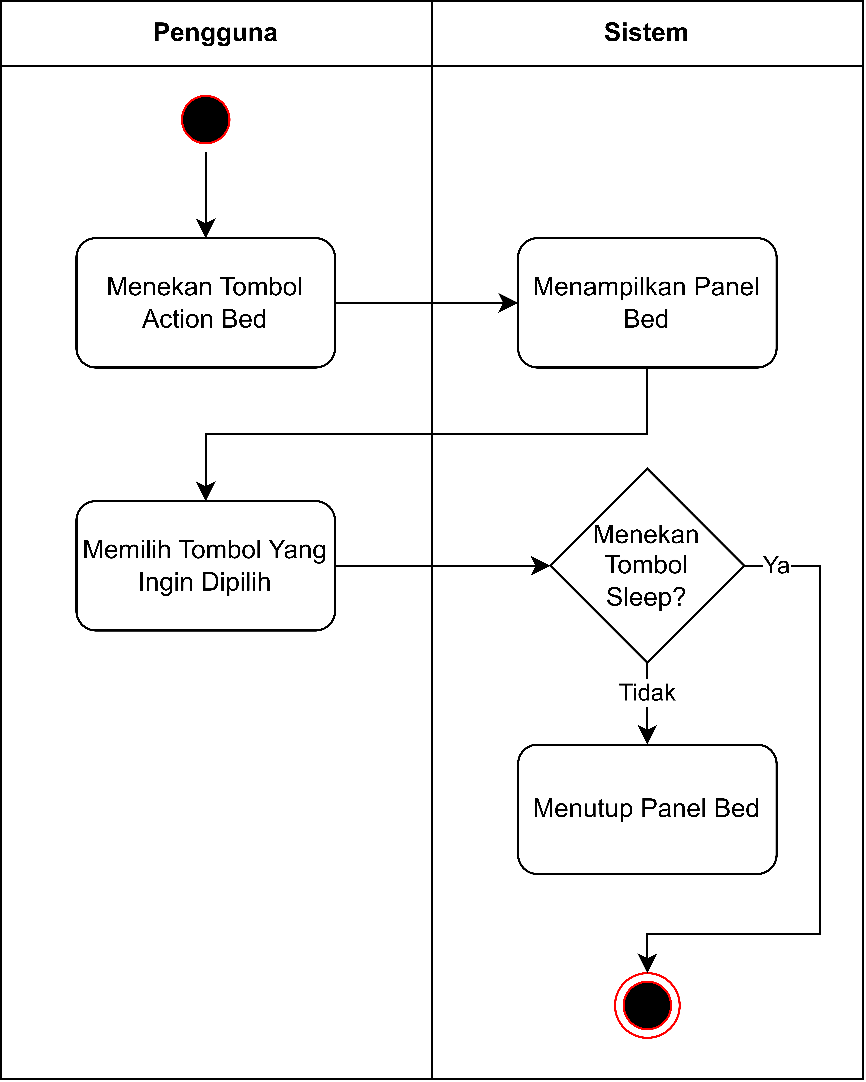 Pengguna
Sistem
Menekan Tombol
Action Bed
Menampilkan Panel
Bed
Memilih Tombol Yang
Ingin Dipilih
Menekan
Tombol
Sleep?
Ya
Tidak
Menutup Panel Bed